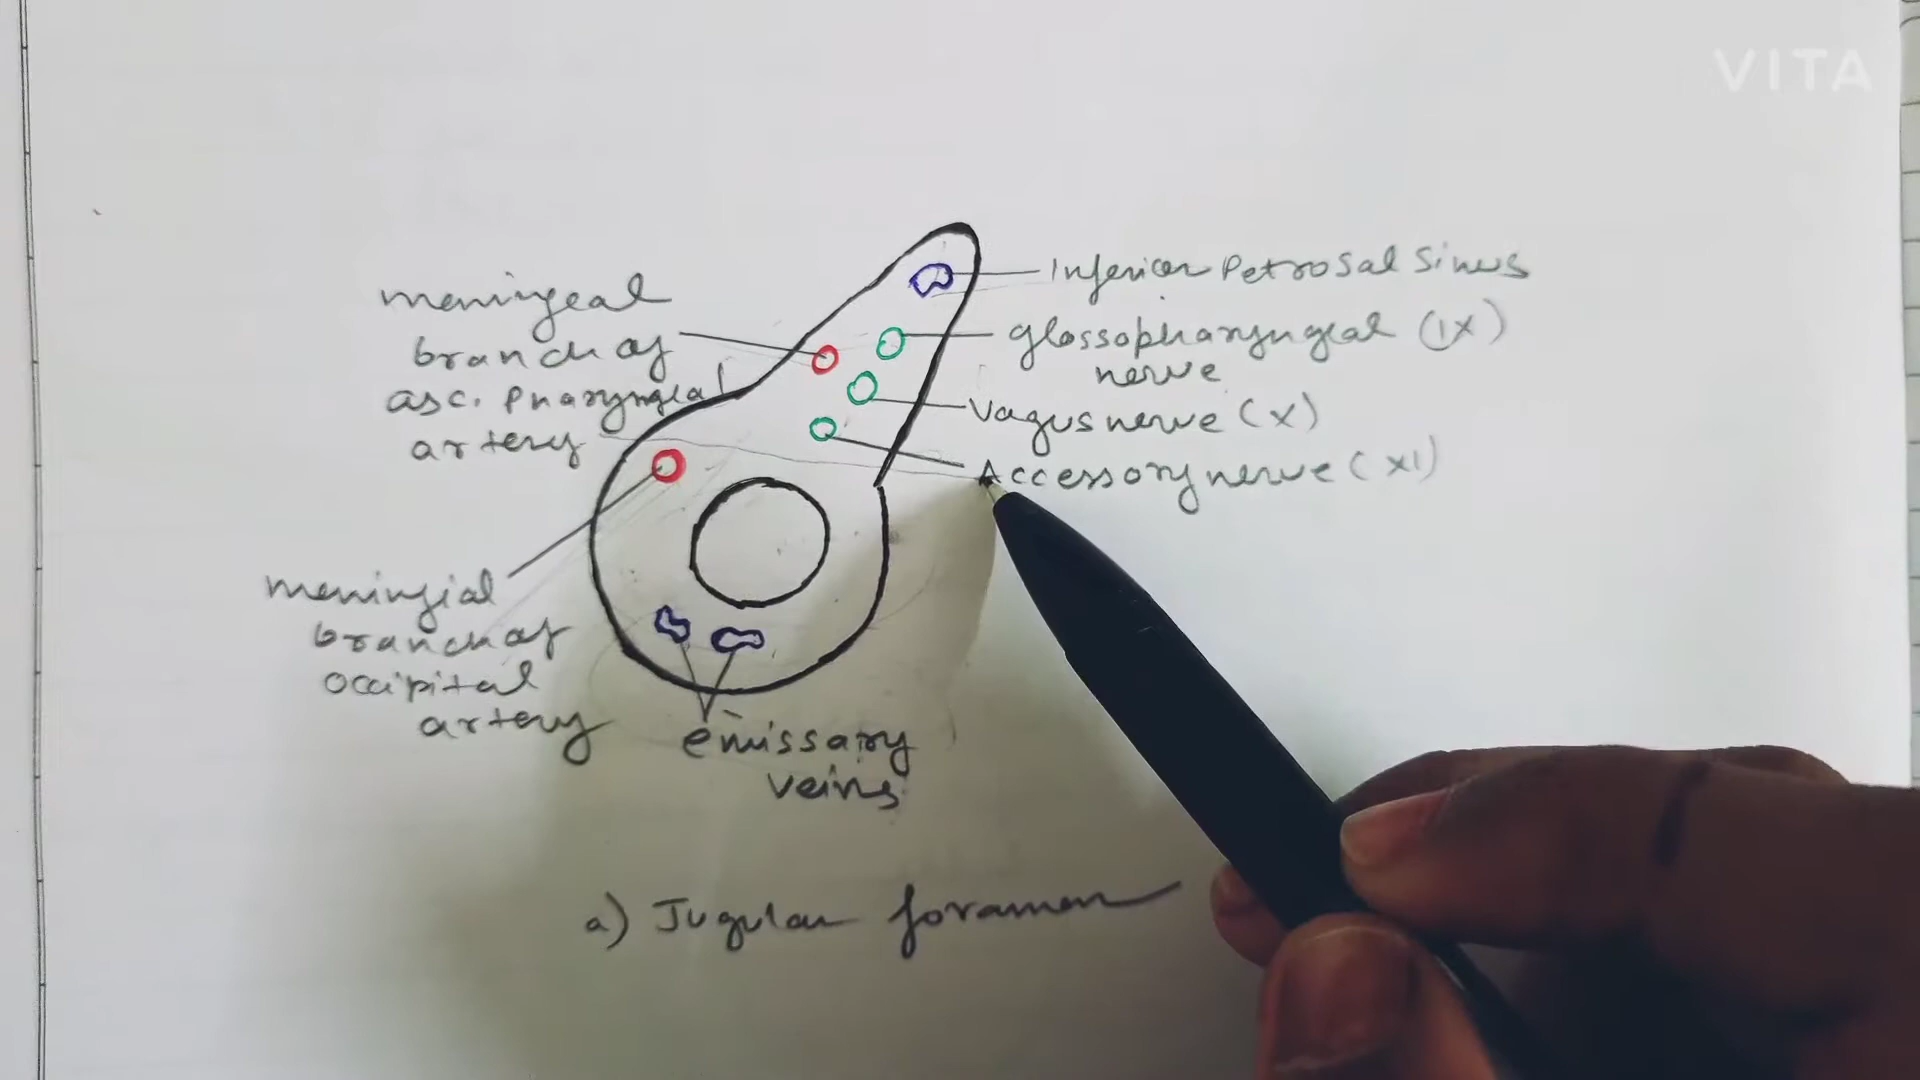 VITA
meningeal
branch of
asc. Pharyngeal
artery
Inferior Petrosal Sinus
glossopharyngeal (IX)
nerve
Vagus nerve (X)
Accessory nerve (XI)
meningial
branch of
occipital
artery
emissary
veins
a) Jugular foramen